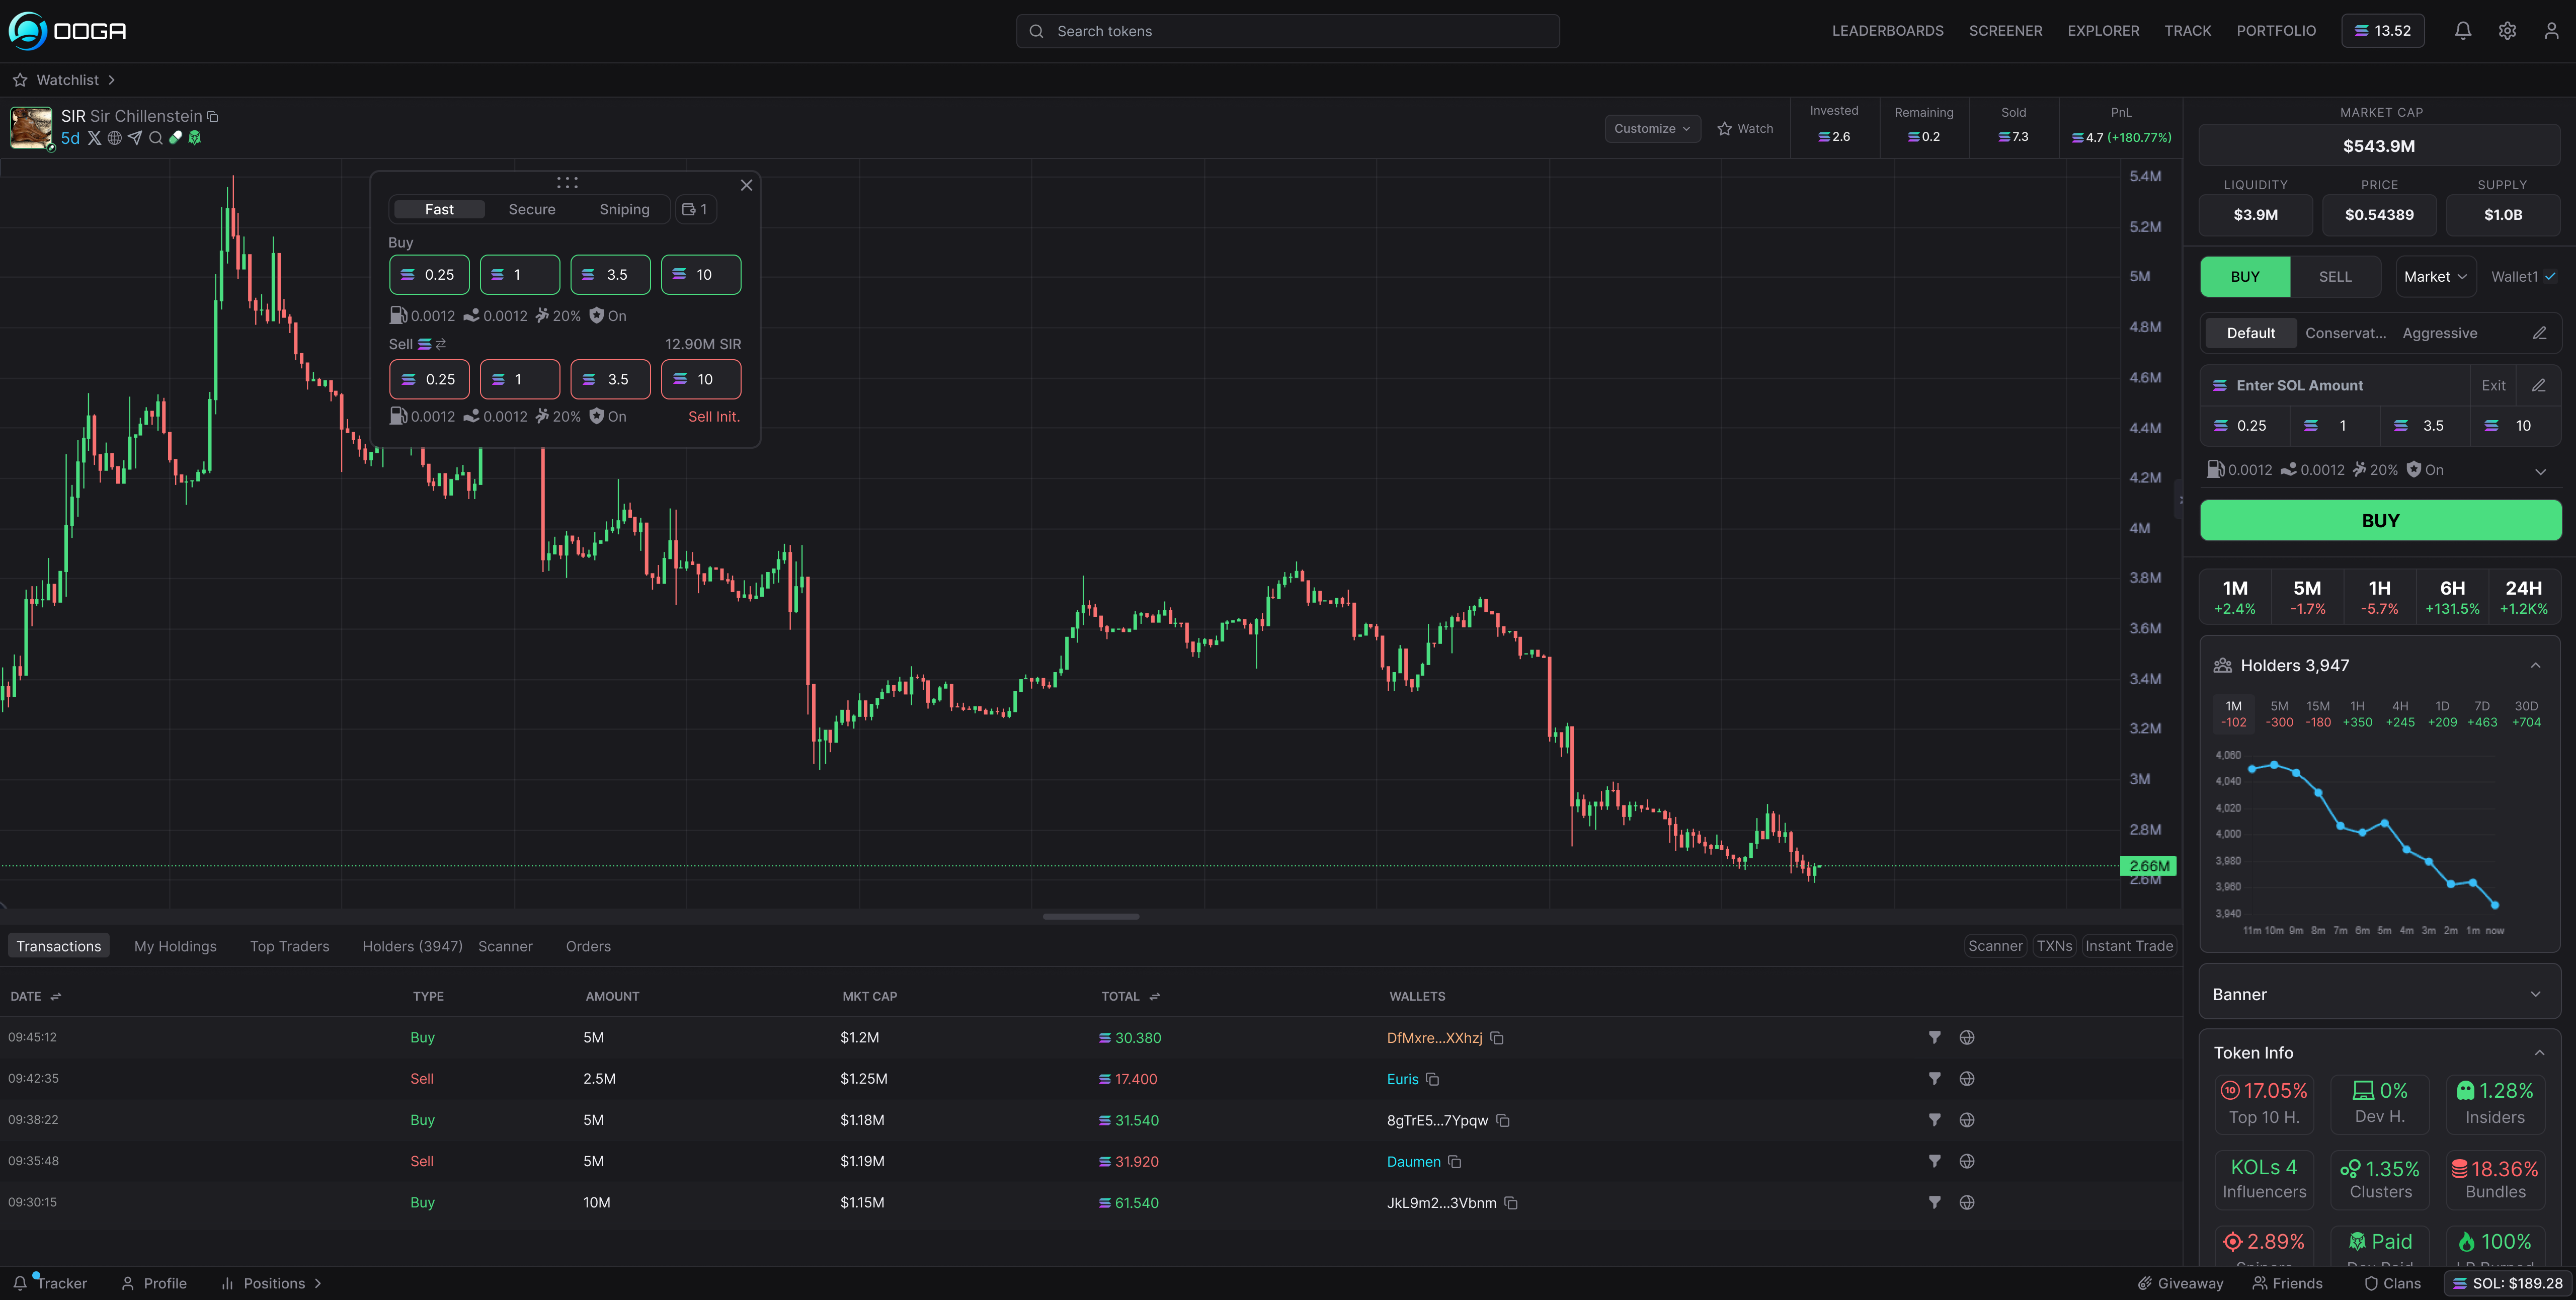 OOGA
Search tokens
LEADERBOARDS SCREENER EXPLORER TRACK PORTFOLIO 13.52
Watchlist
SIR Sir Chillenstein
5d
Customize Watch
Invested Remaining Sold PnL
2.6 0.2 7.3 4.7 (+180.77%)
Fast Secure Sniping 1
Buy
0.25 1 3.5 10
0.0012 0.0012 20% On
Sell 12.90M SIR
0.25 1 3.5 10
0.0012 0.0012 20% On Sell Init.
5.4M
5.2M
5M
4.8M
4.6M
4.4M
4.2M
4M
3.8M
3.6M
3.4M
3.2M
3M
2.8M
2.66M
2.6M
MARKET CAP
$543.9M
LIQUIDITY PRICE SUPPLY
$3.9M $0.54389 $1.0B
BUY SELL Market Wallet1
Default Conservat... Aggressive
Enter SOL Amount Exit
0.25 1 3.5 10
0.0012 0.0012 20% On
BUY
1M 5M 1H 6H 24H
+2.4% -1.7% -5.7% +131.5% +1.2K%
Holders 3,947
1M 5M 15M 1H 4H 1D 7D 30D
-102 -300 -180 +350 +245 +209 +463 +704
4,060
4,040
4,020
4,000
3,980
3,960
3,940
11m 10m 9m 8m 7m 6m 5m 4m 3m 2m 1m now
Banner
Token Info
10 17.05% 0% 1.28%
Top 10 H. Dev H. Insiders
KOLs 4 1.35% 18.36%
Influencers Clusters Bundles
2.89% Paid 100%
Transactions My Holdings Top Traders Holders (3947) Scanner Orders
Scanner TXNs Instant Trade
DATE TYPE AMOUNT MKT CAP TOTAL WALLETS
09:45:12 Buy 5M $1.2M 30.380 DfMxre...XXhzj
09:42:35 Sell 2.5M $1.25M 17.400 Euris
09:38:22 Buy 5M $1.18M 31.540 8gTrE5...7Ypqw
09:35:48 Sell 5M $1.19M 31.920 Daumen
09:30:15 Buy 10M $1.15M 61.540 JkL9m2...3Vbnm
Tracker Profile Positions
Giveaway Friends Clans SOL: $189.28